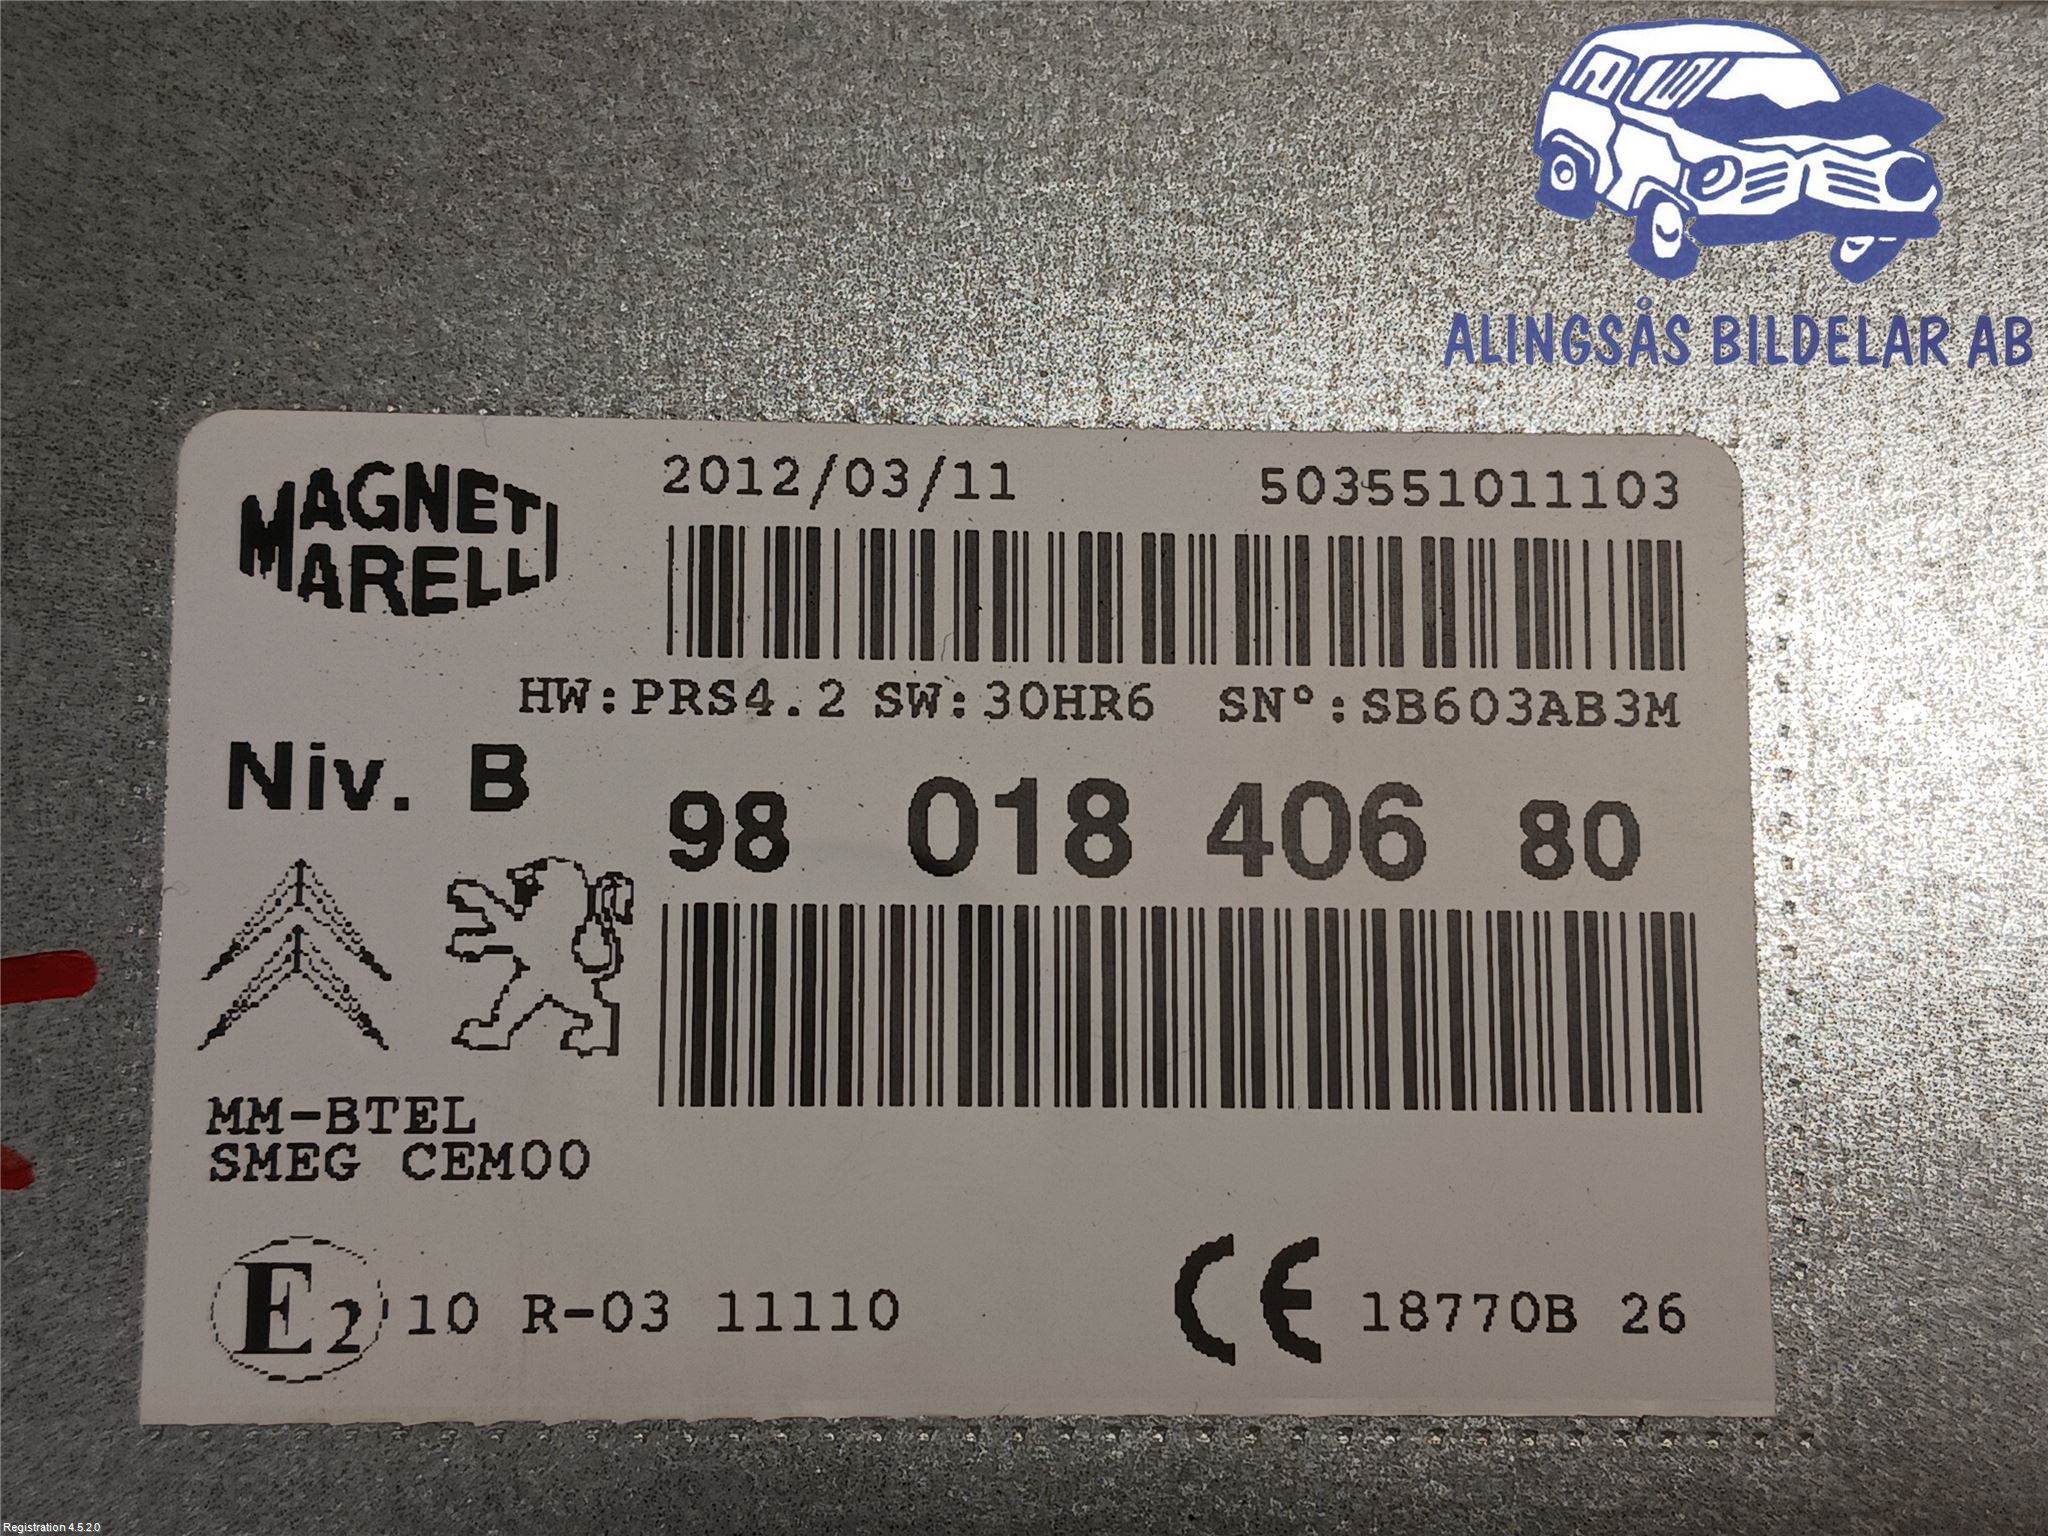 ALINGSÅS BILDELAR AB
MAGNETI
MARELLI
2012/03/11 503551011103
HW:PRS4.2 SW:30HR6 SN°:SB603AB3M
Niv. B
98 018 406 80
MM-BTEL
SMEG CEM00
E2 10 R-03 11110
CE 18770B 26
Registration 4.5.2.0